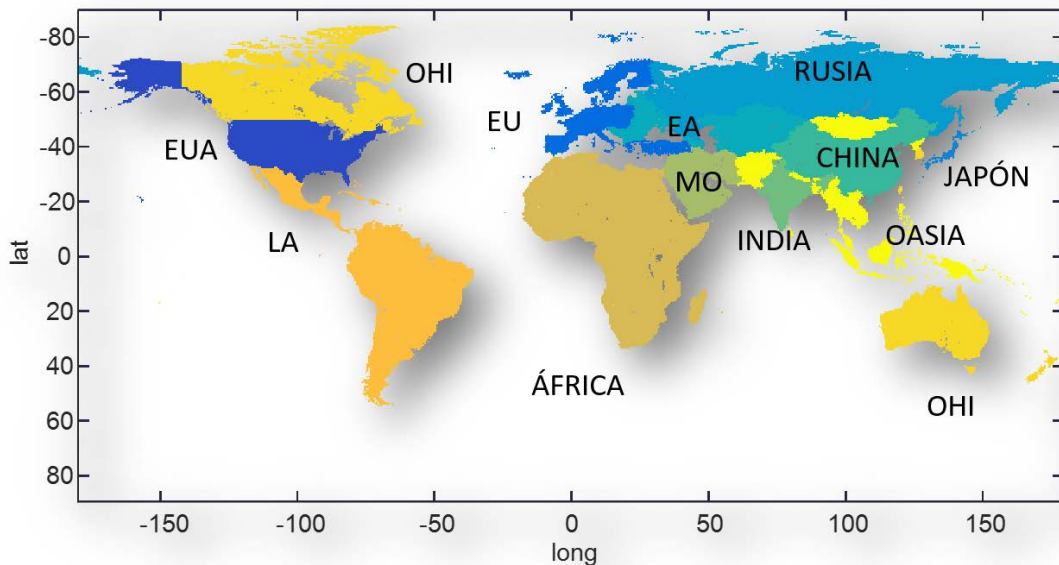 -80
-60
-40
-20
0
20
40
60
80
lat
-150
-100
-50
0
50
100
150
long
OHI
RUSIA
EU
EA
EUA
CHINA
MO
JAPÓN
LA
INDIA
OASIA
ÁFRICA
OHI